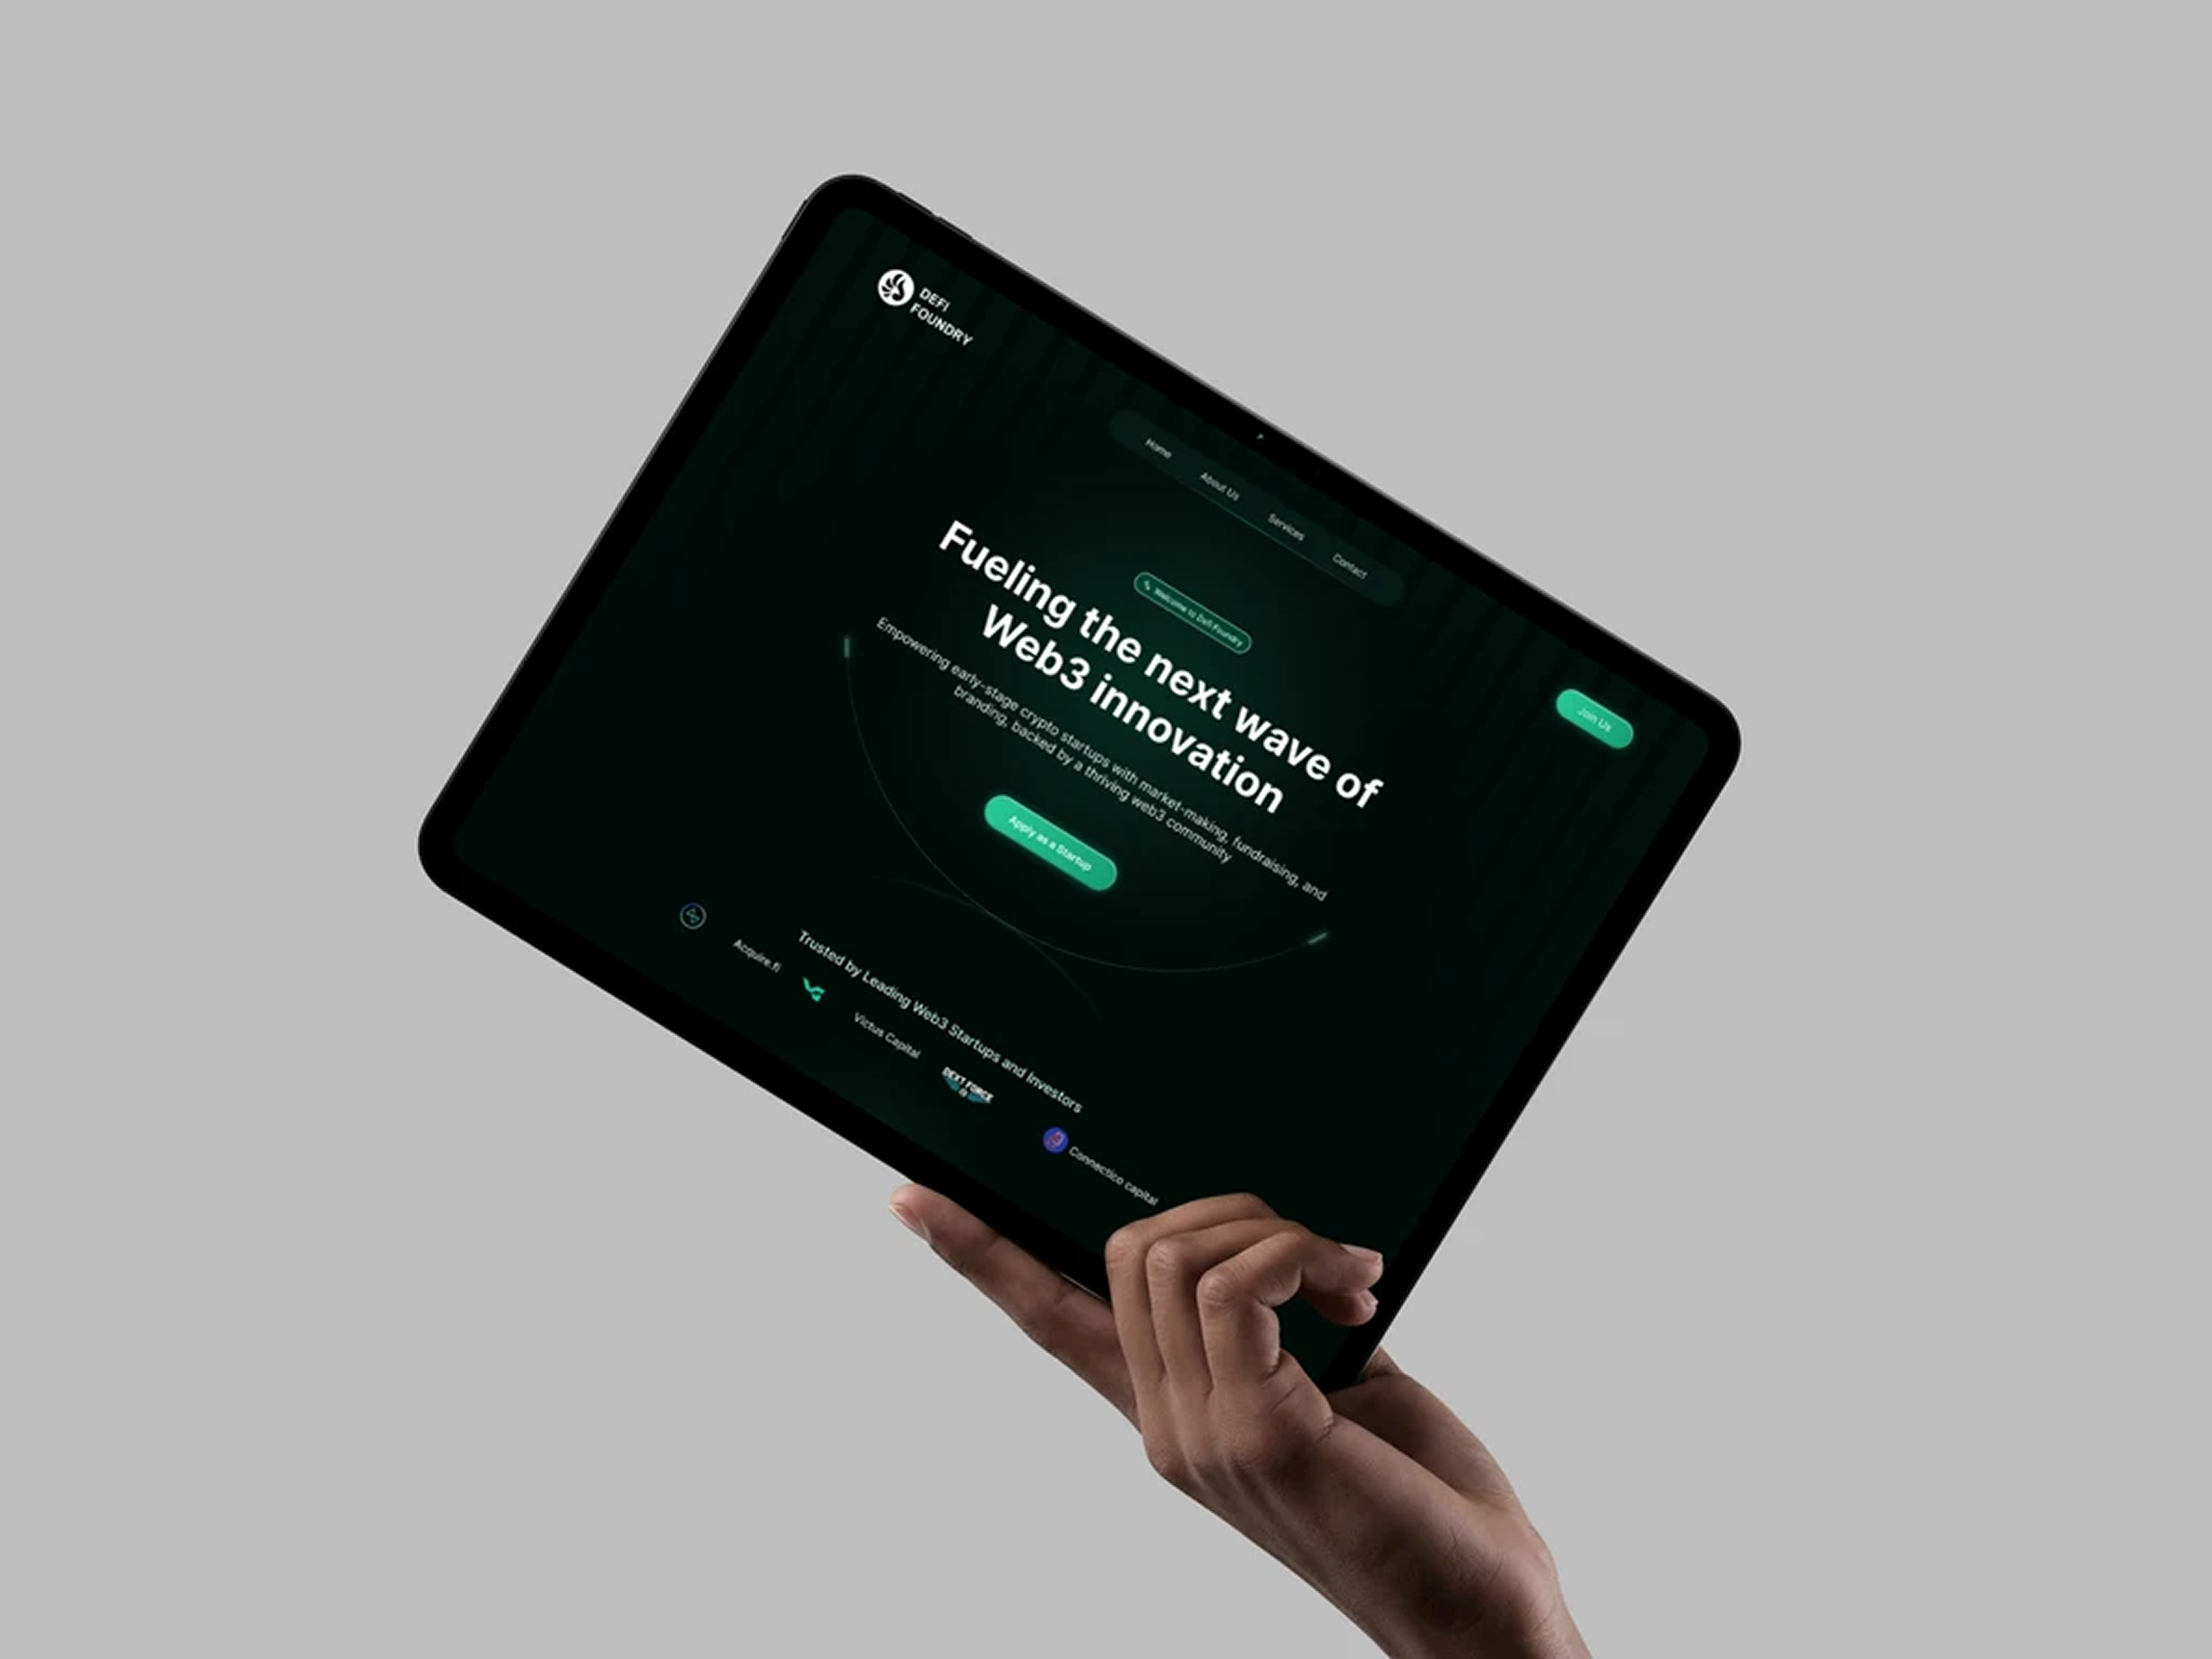 DEFI
FOUNDRY
Home
About Us
Services
Contact
Join Us
Welcome to Defi Foundry
Fueling the next wave of
Web3 innovation
Empowering early-stage crypto startups with market-making, fundraising, and
branding, backed by a thriving web3 community
Apply as a Startup
Trusted by Leading Web3 Startups and Investors
Acquire.fi
Victus Capital
DEXT FORCE
Connectico capital